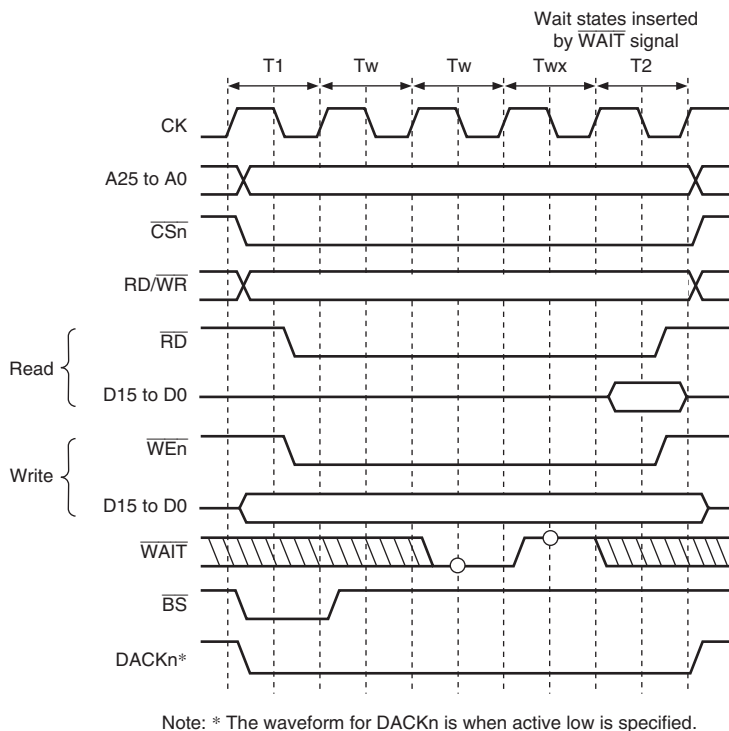 Wait states inserted
by WAIT signal
T1 Tw Tw Twx T2
CK
A25 to A0
CSn
RD/WR
RD
Read
D15 to D0
WEn
Write
D15 to D0
WAIT
BS
DACKn*
Note: * The waveform for DACKn is when active low is specified.